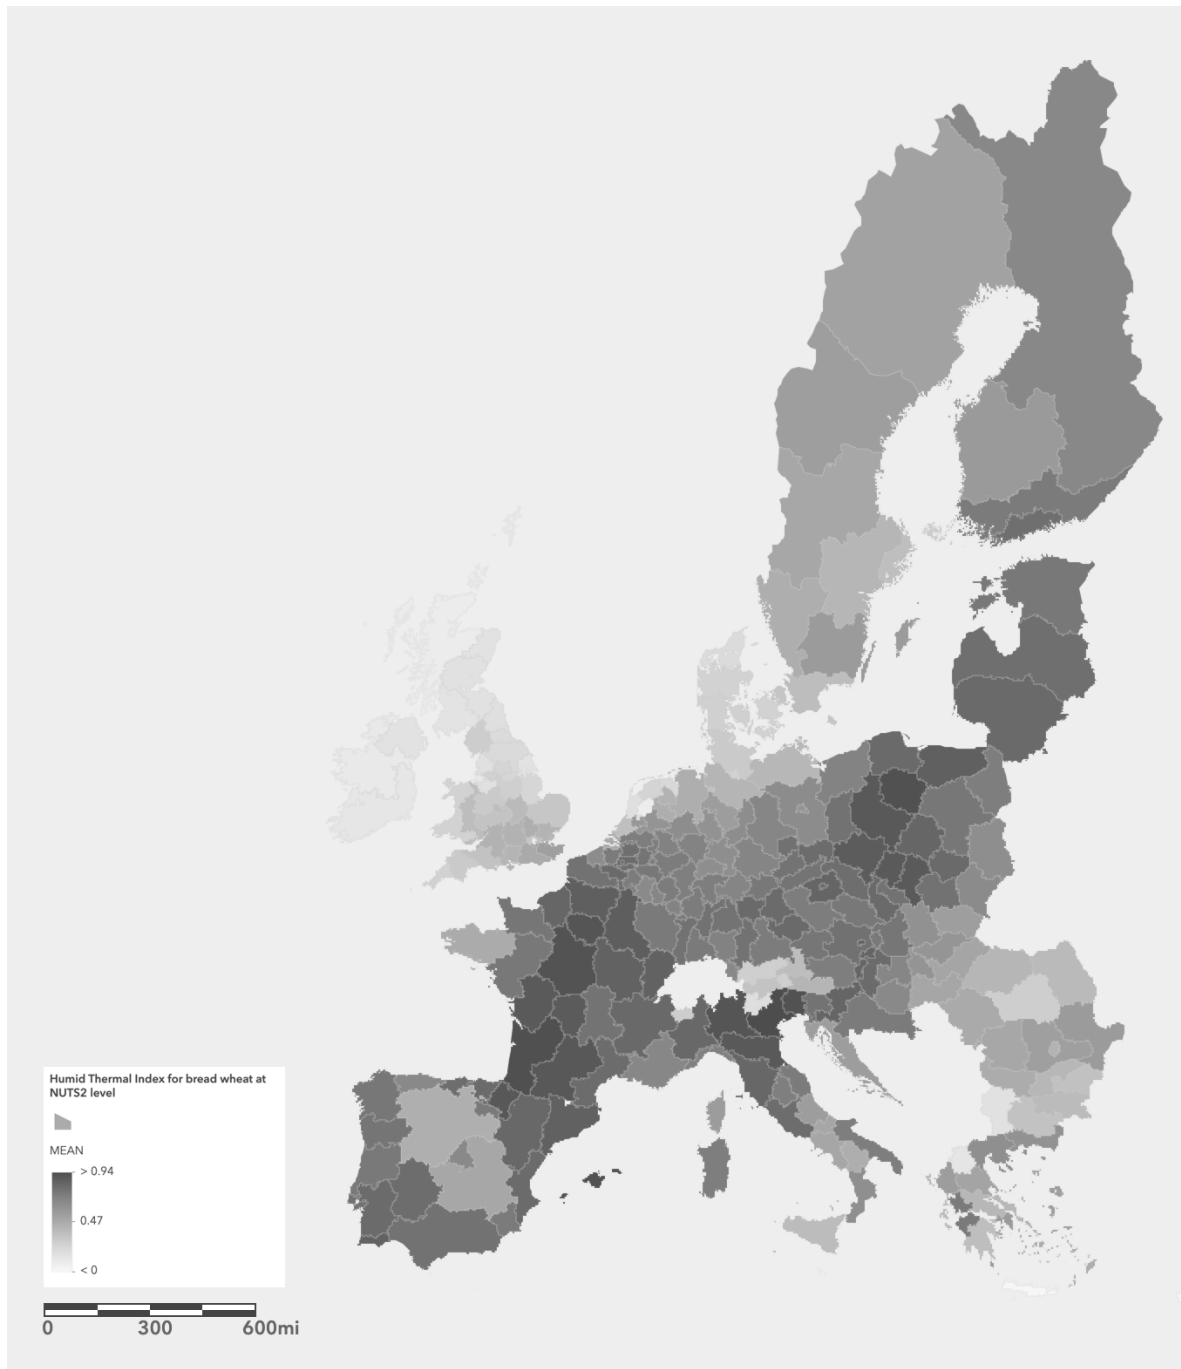 Humid Thermal Index for bread wheat at
NUTS2 level
MEAN
> 0.94
0.47
< 0
0 300 600mi